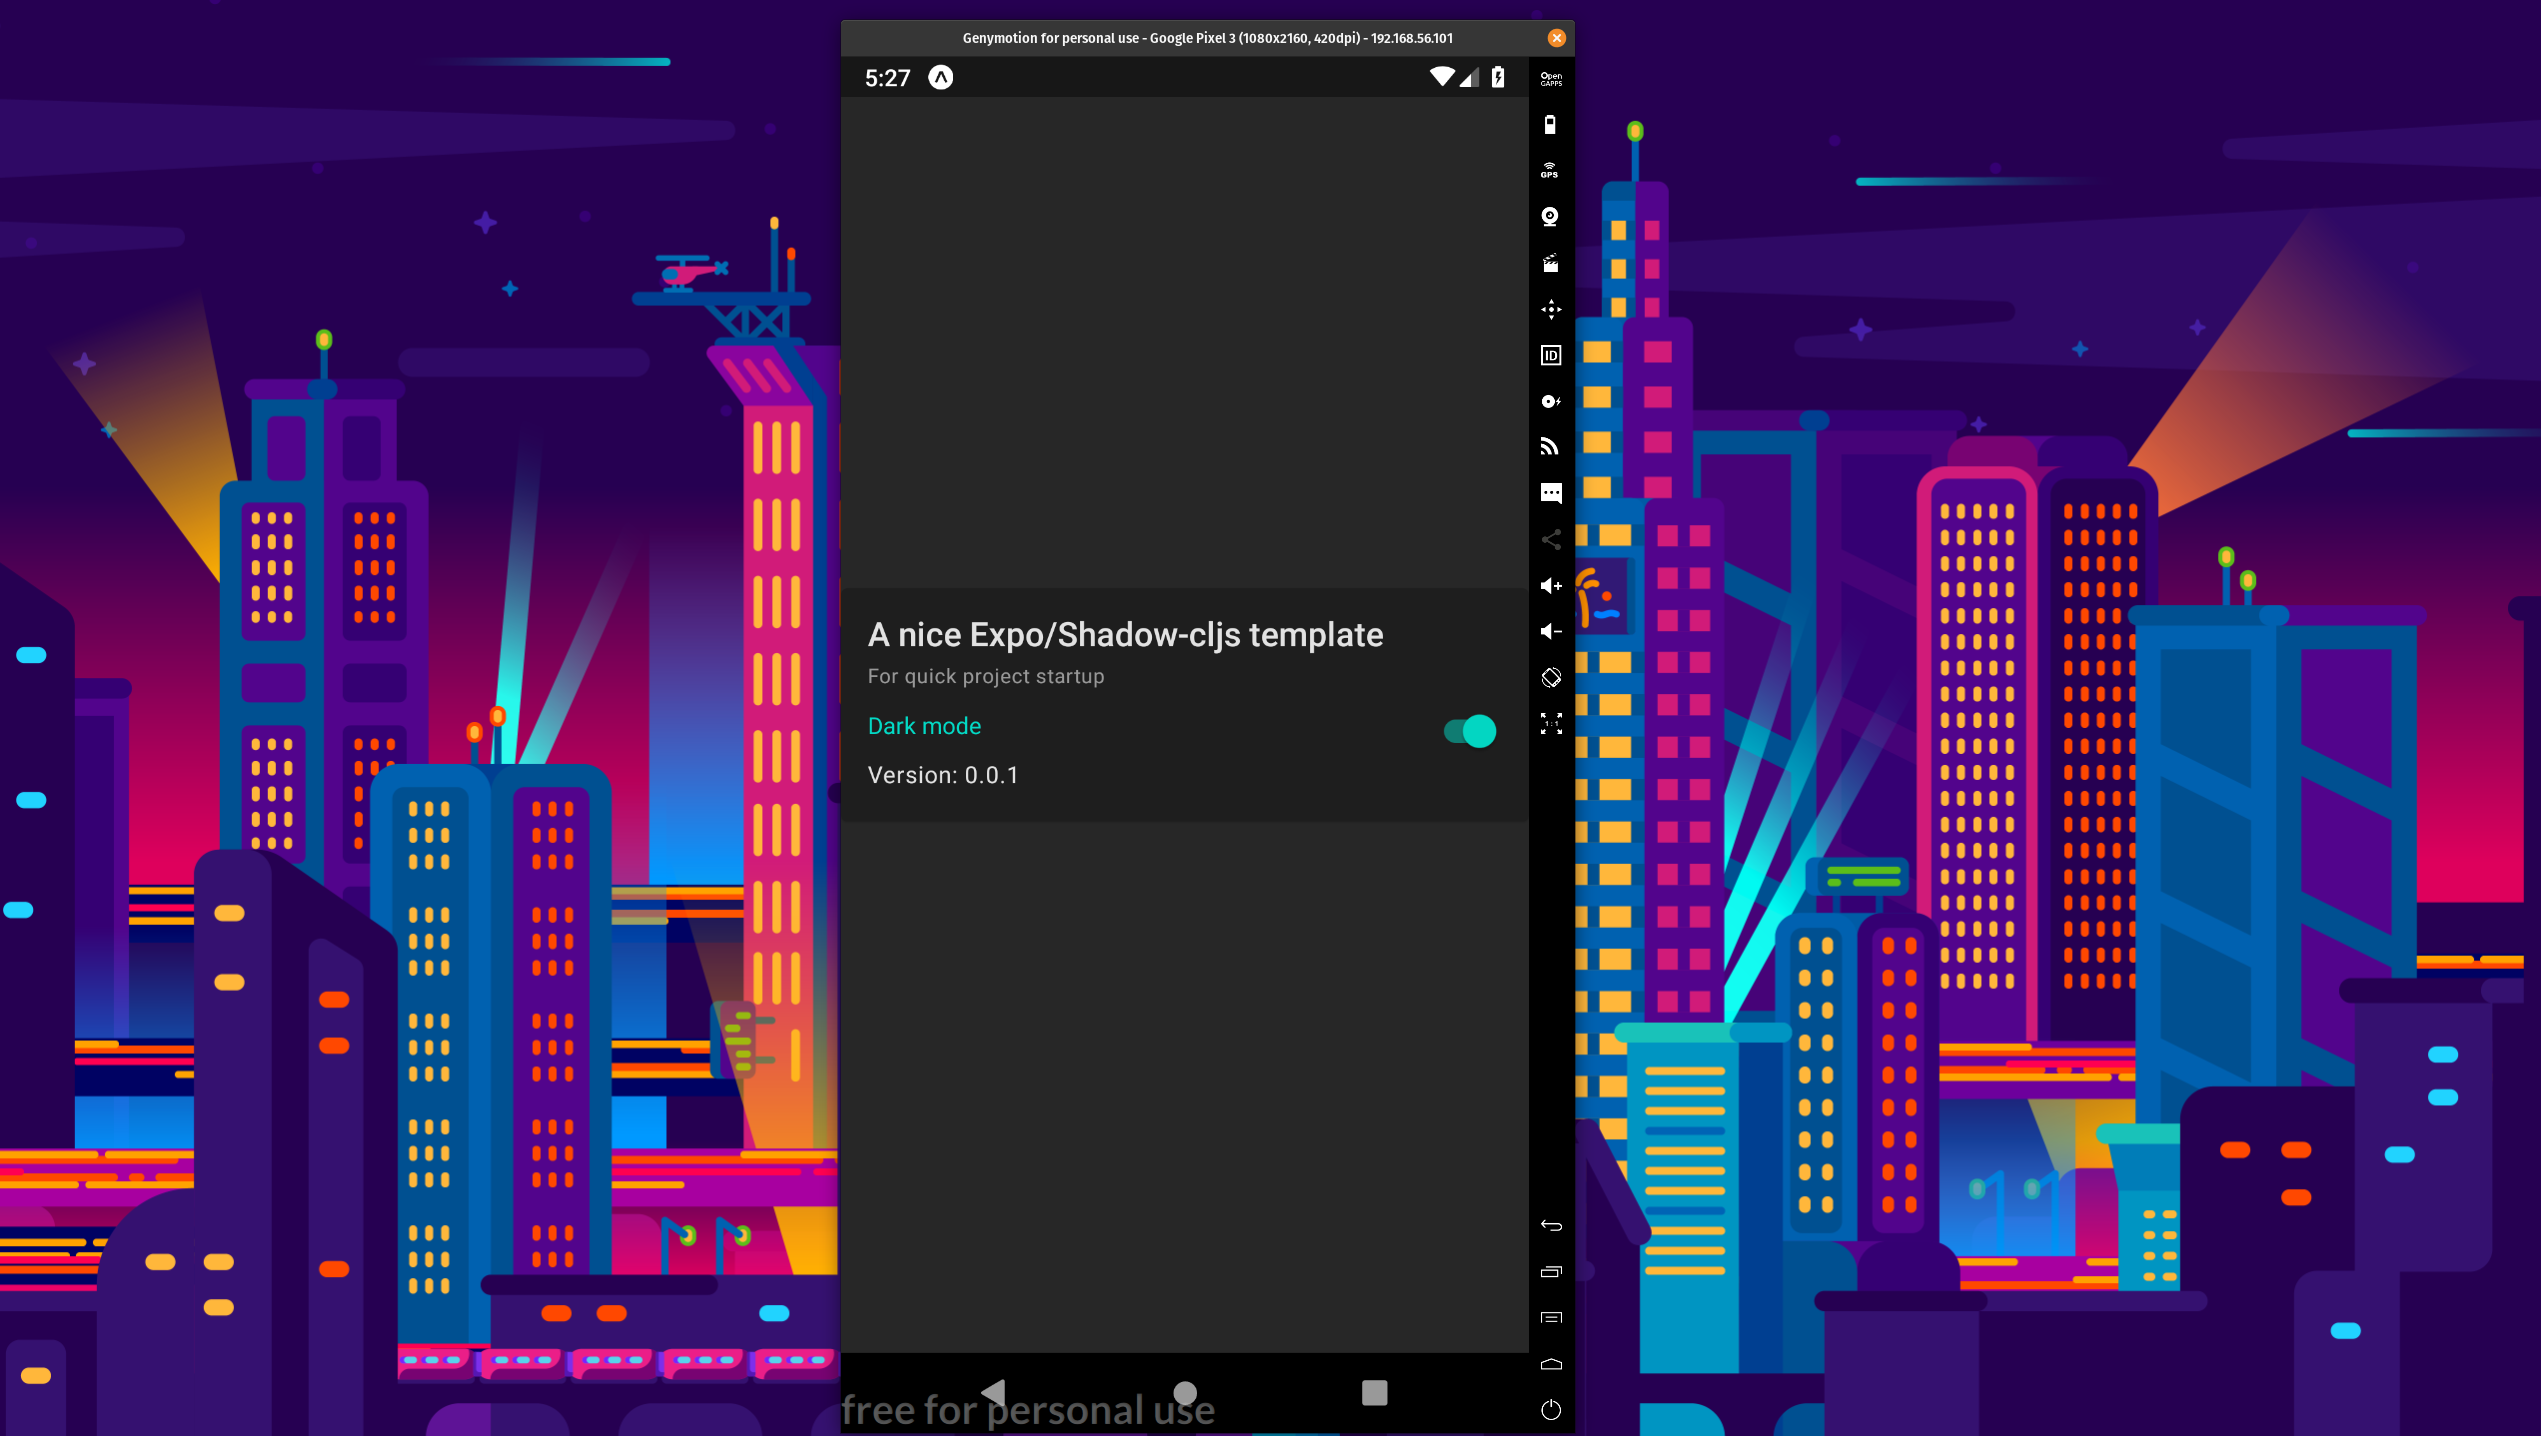 Genymotion for personal use - Google Pixel 3 (1080x2160, 420dpi) - 192.168.56.101
5:27
Open
GAPPS
GPS
ID
A nice Expo/Shadow-cljs template
For quick project startup
Dark mode
1:1
Version: 0.0.1
free for personal use